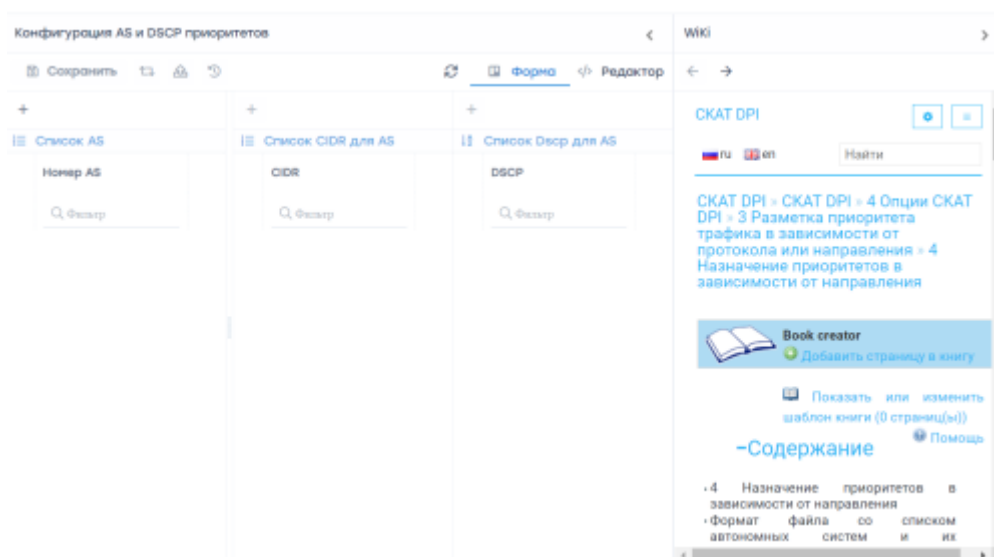 Конфигурация AS и DSCP приоритетов
Сохранить
Форма
Редактор
Список AS
Список CIDR для AS
Список Dscp для AS
Номер AS
CIDR
DSCP
Фильтр
Фильтр
Фильтр
Wiki
СКАТ DPI
ru
en
Найти
СКАТ DPI » СКАТ DPI » 4 Опции СКАТ
DPI » 3 Разметка приоритета
трафика в зависимости от
протокола или направления » 4
Назначение приоритетов в
зависимости от направления
Book creator
Добавить страницу в книгу
Показать или изменить
шаблон книги (0 страниц(ы))
Помощь
−Содержание
4 Назначение приоритетов в
зависимости от направления
Формат файла со списком
автономных систем и их